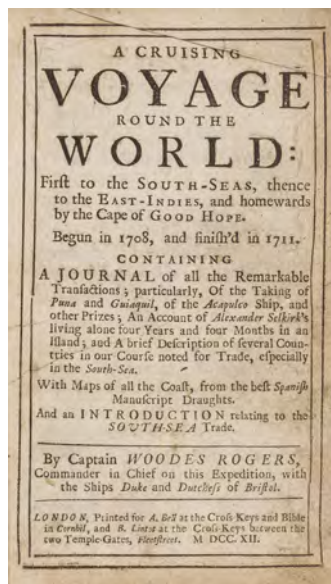 A CRUISING
VOYAGE
ROUND THE
WORLD:
Firſt to the SOUTH-SEAS, thence
to the EAST-INDIES, and homewards
by the Cape of GOOD HOPE.
Begun in 1708, and finiſh'd in 1711.
CONTAINING
A JOURNAL of all the Remarkable
Tranſactions; particularly, Of the Taking of
Puna and Guiaquil, of the Acapulco Ship, and
other Prizes; An Account of Alexander Selkirk's
living alone four Years and four Months in an
Iſland; and A brief Deſcription of ſeveral Coun-
tries in our Courſe noted for Trade, eſpecially
in the South-Sea.
With Maps of all the Coaſt, from the beſt Spaniſh
Manuſcript Draughts.
And an INTRODUCTION relating to the
SOUTH-SEA Trade.
By Captain WOODES ROGERS,
Commander in Chief on this Expedition, with
the Ships Duke and Dutcheſs of Briſtol.
LONDON, Printed for A. Bell at the Croſs-Keys and Bible
in Cornhil, and B. Lintot at the Croſs-Keys between the
two Temple-Gates, Fleetſtreet. M DCC. XII.